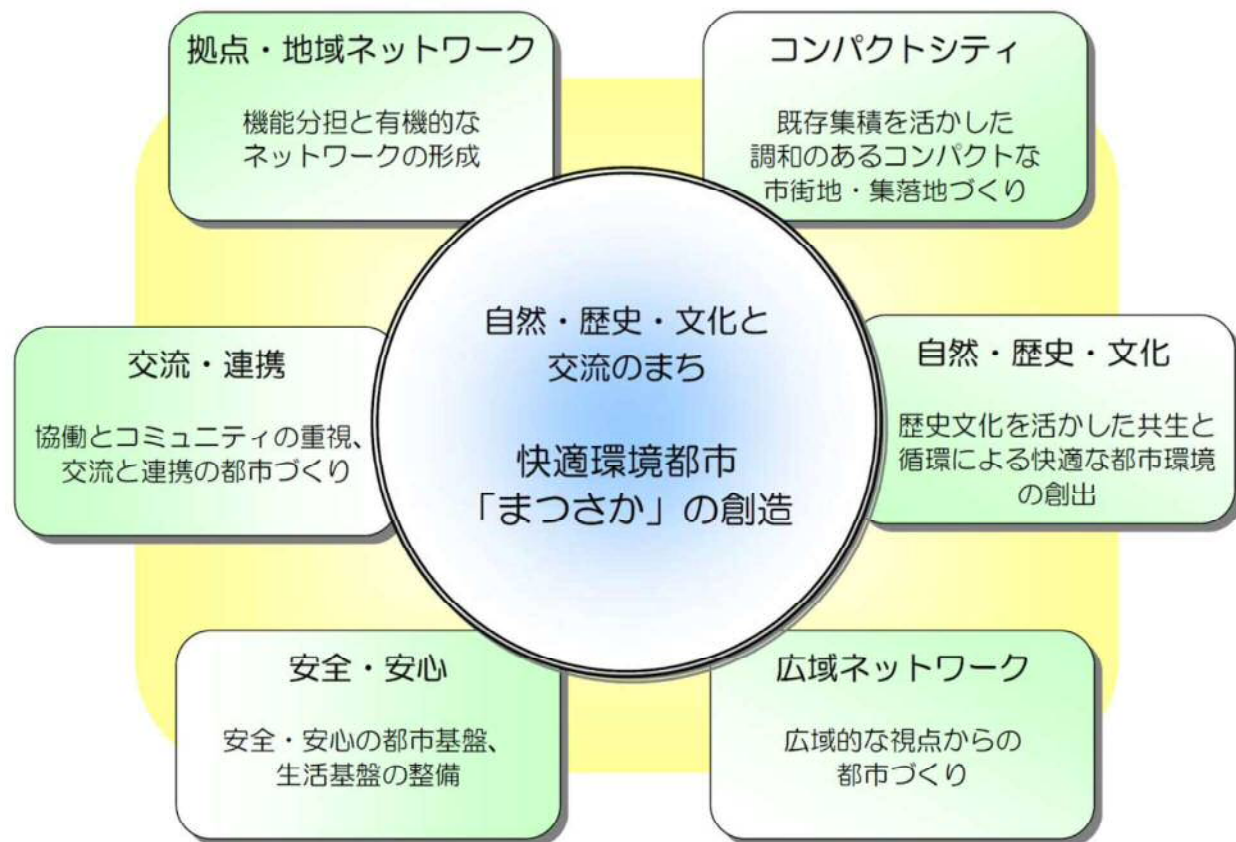 拠点・地域ネットワーク
機能分担と有機的な
ネットワークの形成
コンパクトシティ
既存集積を活かした
調和のあるコンパクトな
市街地・集落地づくり
交流・連携
協働とコミュニティの重視、
交流と連携の都市づくり
自然・歴史・文化と
交流のまち
快適環境都市
「まつさか」の創造
自然・歴史・文化
歴史文化を活かした共生と
循環による快適な都市環境
の創出
安全・安心
安全・安心の都市基盤、
生活基盤の整備
広域ネットワーク
広域的な視点からの
都市づくり